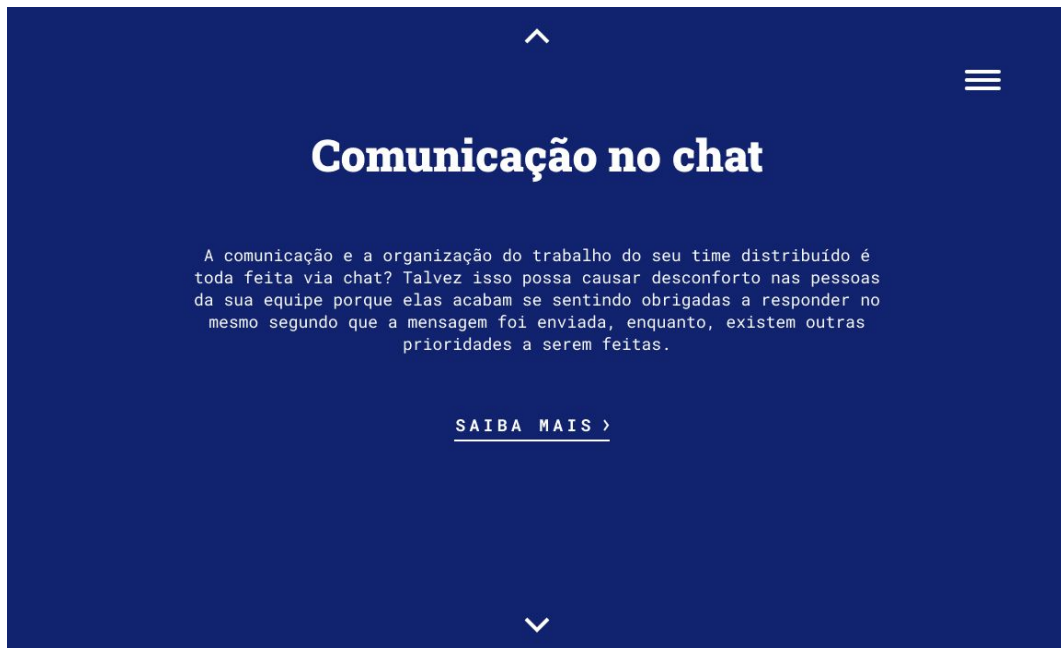 Comunicação no chat
A comunicação e a organização do trabalho do seu time distribuído é
toda feita via chat? Talvez isso possa causar desconforto nas pessoas
da sua equipe porque elas acabam se sentindo obrigadas a responder no
mesmo segundo que a mensagem foi enviada, enquanto, existem outras
prioridades a serem feitas.
SAIBA MAIS ›